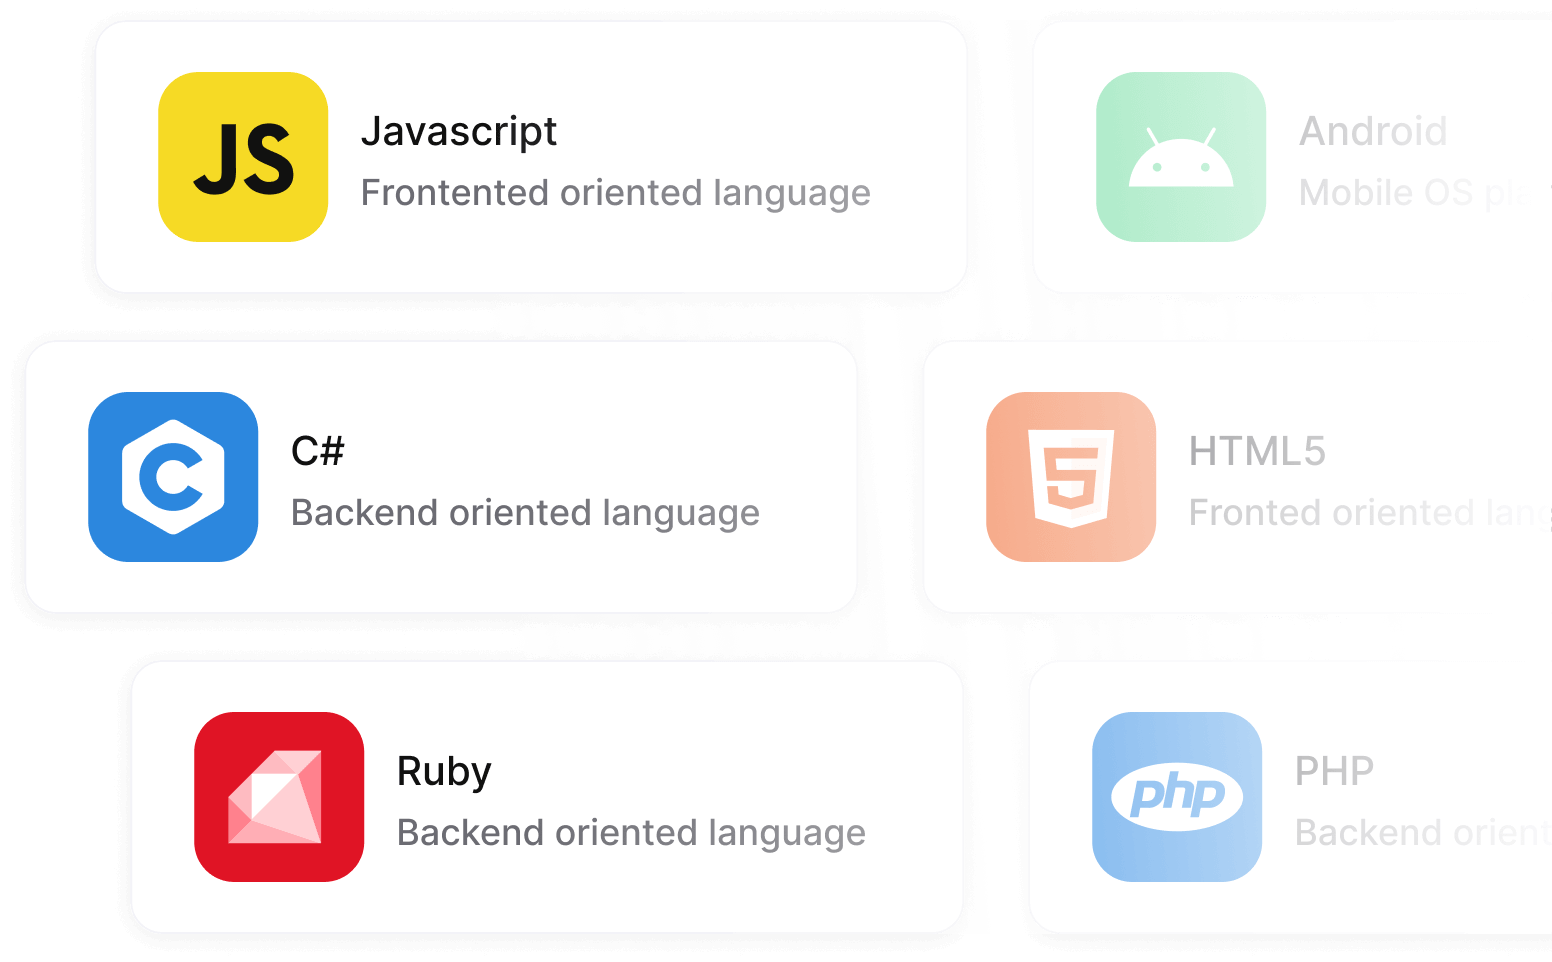 JS
Javascript
Frontented oriented language
Android
Mobile OS
C
C#
Backend oriented language
5
HTML5
Fronted oriented
Ruby
Backend oriented language
php
PHP
Backend